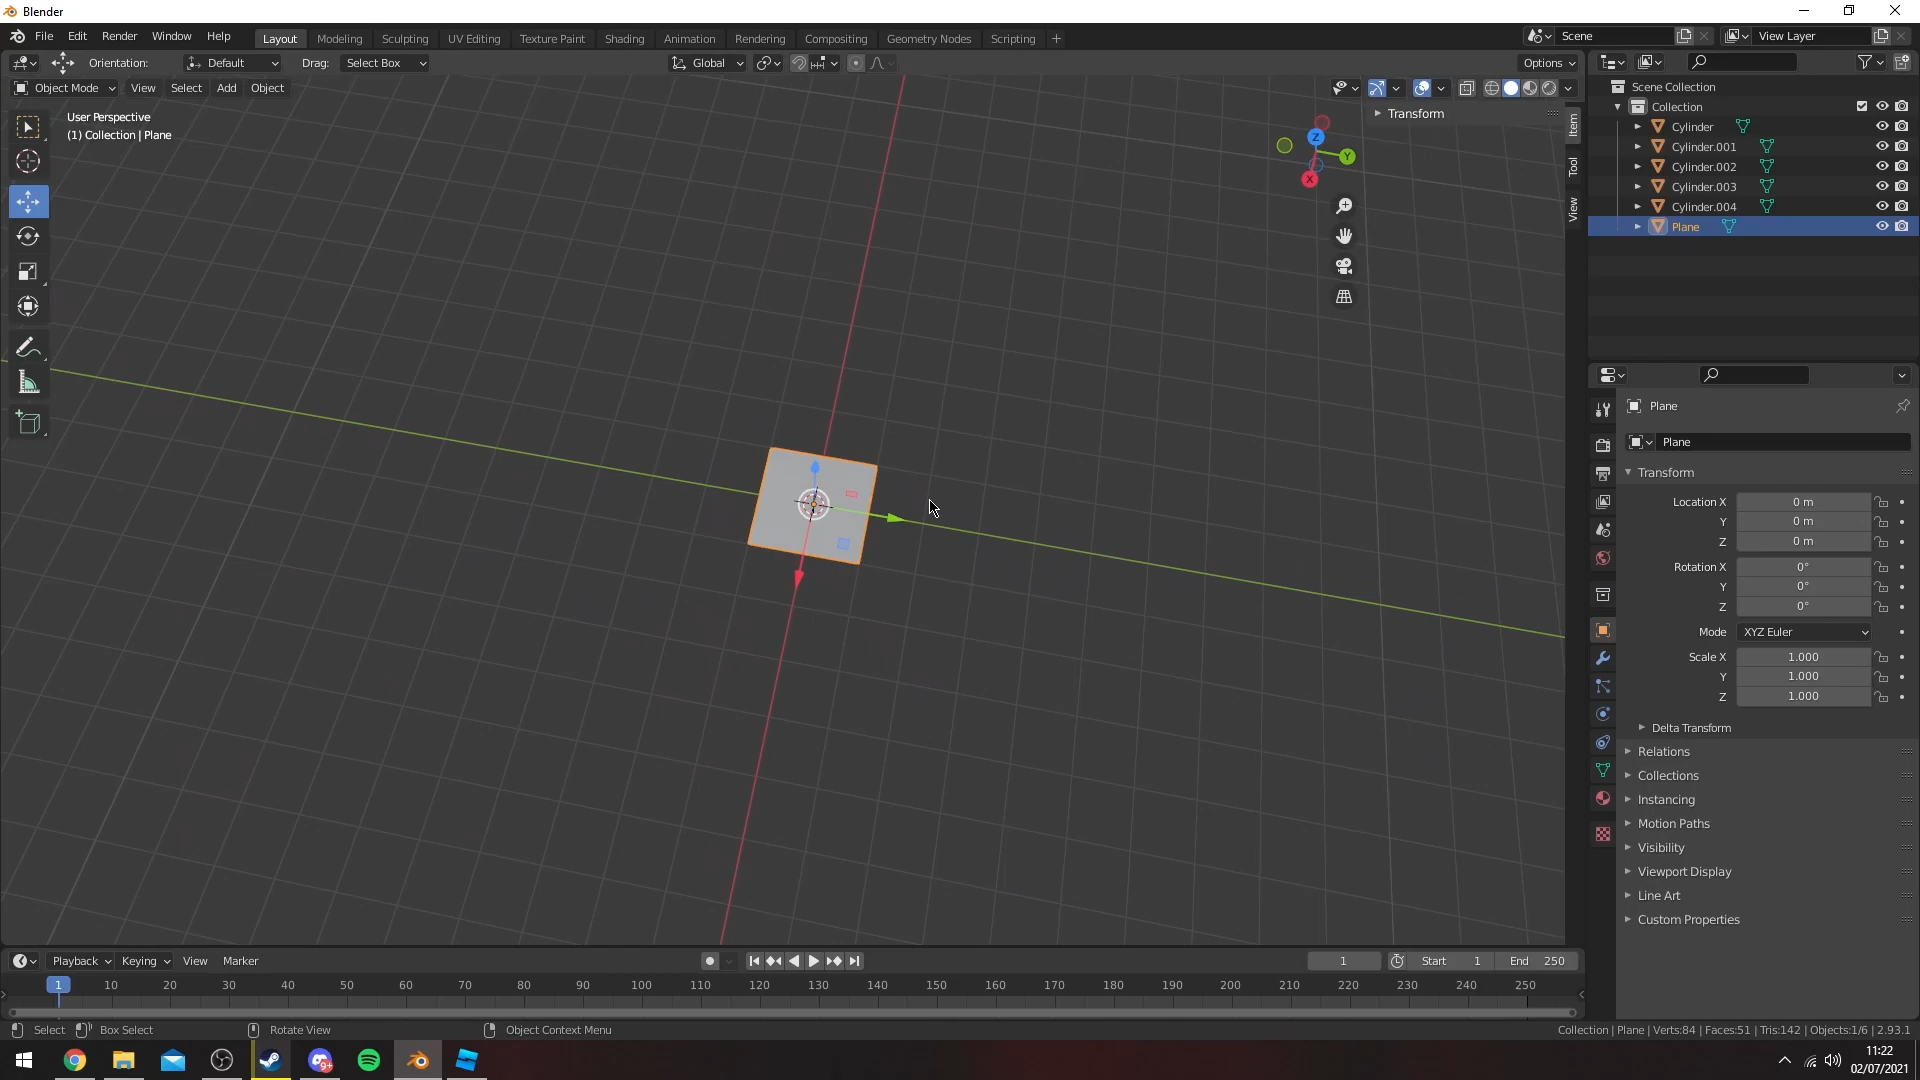 Blender
File Edit Render Window Help Layout Modeling Sculpting UV Editing Texture Paint Shading Animation Rendering Compositing Geometry Nodes Scripting + Scene View Layer
Orientation: Default Drag: Select Box Global Options
Object Mode View Select Add Object
User Perspective
(1) Collection | Plane
Transform
Item
Tool
View
Z
Y
X
Scene Collection
Collection
Cylinder
Cylinder.001
Cylinder.002
Cylinder.003
Cylinder.004
Plane
Plane
Plane
Transform
Location X 0 m
Y 0 m
Z 0 m
Rotation X 0°
Y 0°
Z 0°
Mode XYZ Euler
Scale X 1.000
Y 1.000
Z 1.000
Delta Transform
Relations
Collections
Instancing
Motion Paths
Visibility
Viewport Display
Line Art
Custom Properties
Playback Keying View Marker 1 Start 1 End 250
1 10 20 30 40 50 60 70 80 90 100 110 120 130 140 150 160 170 180 190 200 210 220 230 240 250
Select Box Select Rotate View Object Context Menu Collection | Plane | Verts:84 | Faces:51 | Tris:142 | Objects:1/6 | 2.93.1
9+
11:22
02/07/2021